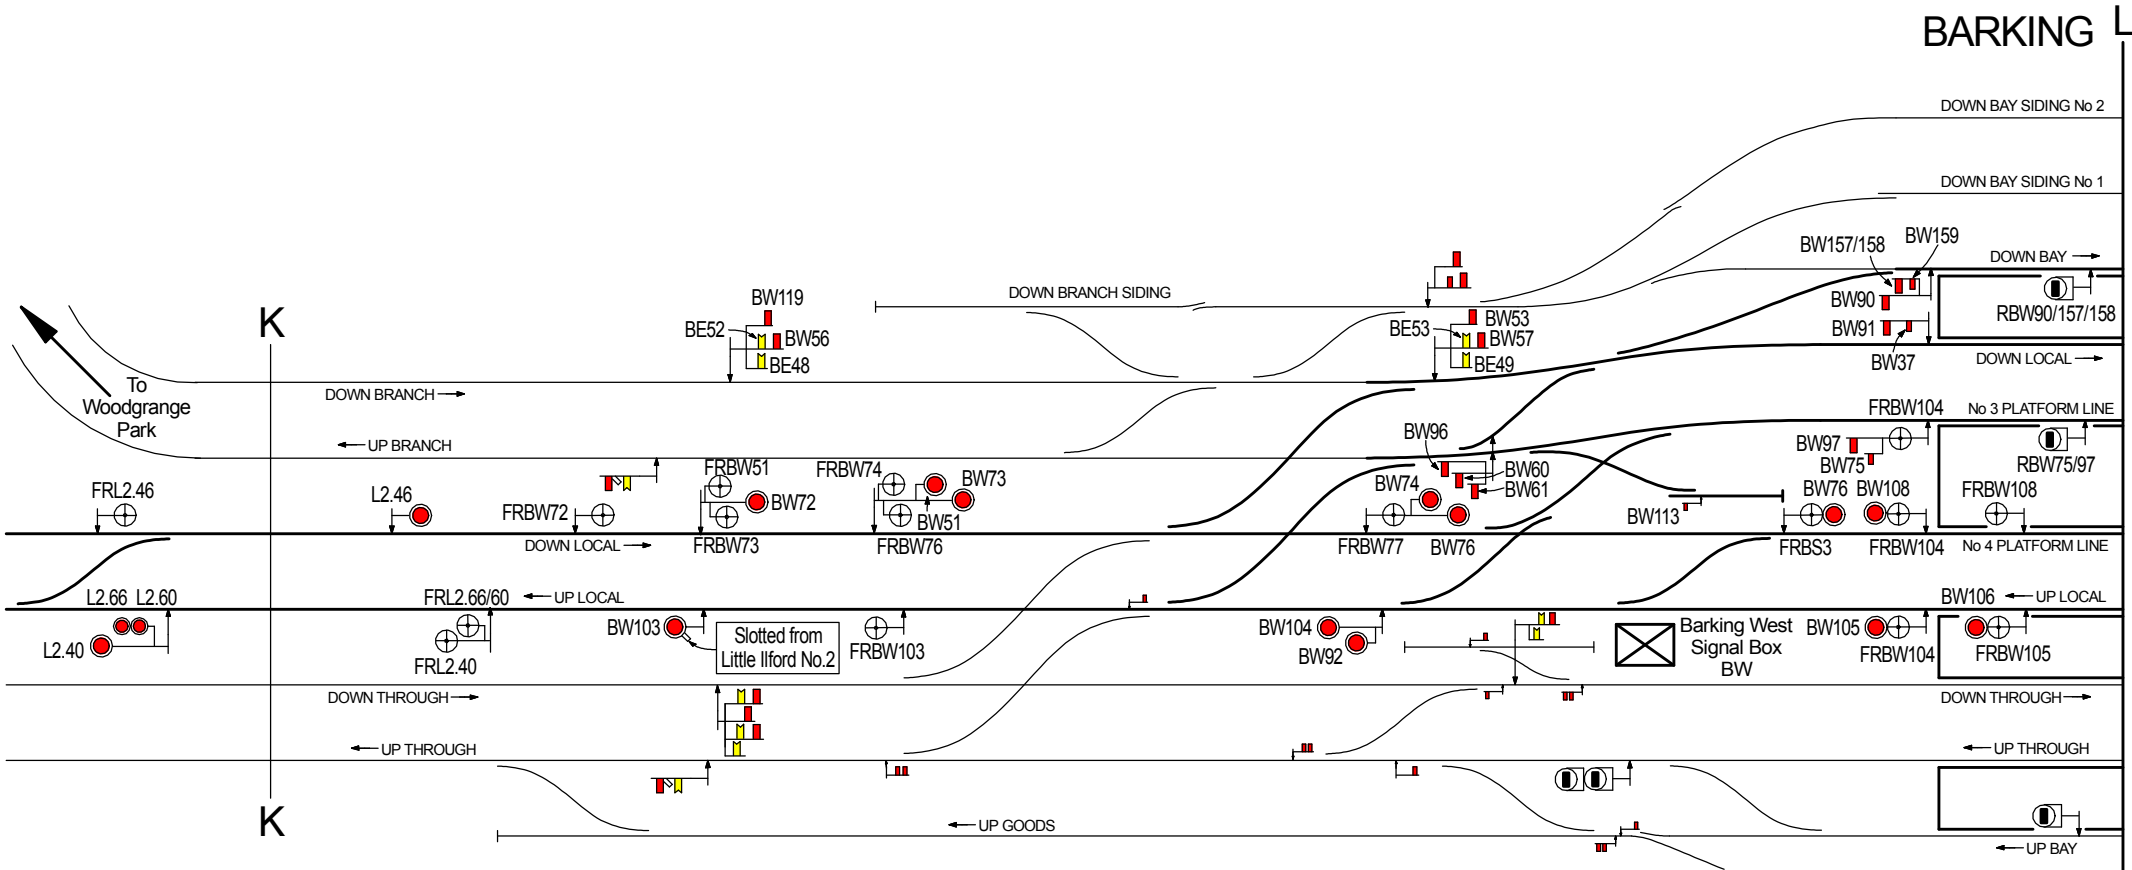 BARKING L
DOWN BAY SIDING No 2
DOWN BAY SIDING No 1
BW157/158
BW159
DOWN BAY
BW90
RBW90/157/158
BW91
BW37
DOWN LOCAL
K
BW119
BE52
BW56
BE48
DOWN BRANCH SIDING
BE53
BW53
BW57
BE49
To
Woodgrange
Park
DOWN BRANCH
UP BRANCH
FRBW104
No 3 PLATFORM LINE
BW96
BW97
BW75
RBW75/97
FRL2.46
L2.46
FRBW72
FRBW51
BW72
FRBW73
FRBW74
BW73
BW51
FRBW76
BW74
BW60
BW61
FRBW77
BW76
BW113
BW76
BW108
FRBW108
FRBS3
FRBW104
No 4 PLATFORM LINE
DOWN LOCAL
L2.66
L2.60
L2.40
FRL2.66/60
FRL2.40
UP LOCAL
BW103
Slotted from
Little Ilford No.2
FRBW103
BW104
BW92
Barking West
Signal Box
BW
BW105
FRBW104
BW106
UP LOCAL
FRBW105
DOWN THROUGH
DOWN THROUGH
UP THROUGH
UP THROUGH
K
UP GOODS
UP BAY